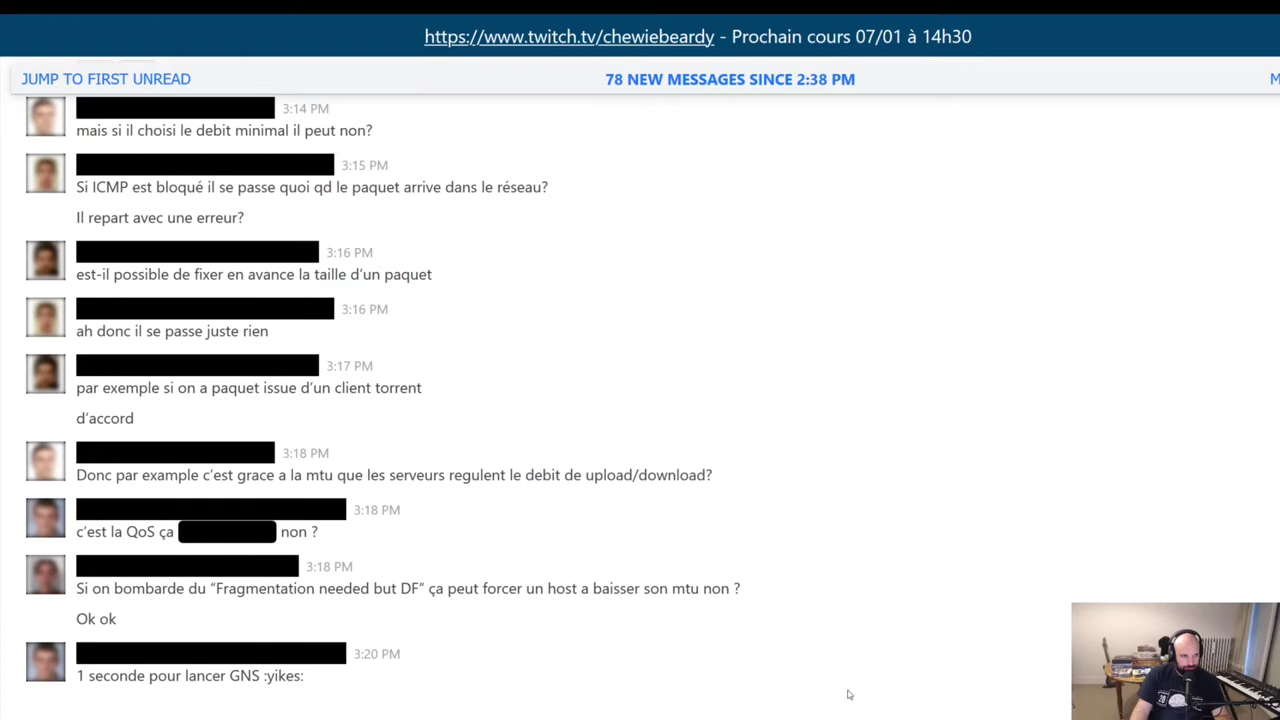 https://www.twitch.tv/chewiebeardy - Prochain cours 07/01 à 14h30
JUMP TO FIRST UNREAD
78 NEW MESSAGES SINCE 2:38 PM
M
3:14 PM
mais si il choisi le debit minimal il peut non?
3:15 PM
Si ICMP est bloqué il se passe quoi qd le paquet arrive dans le réseau?
Il repart avec une erreur?
3:16 PM
est-il possible de fixer en avance la taille d’un paquet
3:16 PM
ah donc il se passe juste rien
3:17 PM
par exemple si on a paquet issue d’un client torrent
d’accord
3:18 PM
Donc par example c’est grace a la mtu que les serveurs regulent le debit de upload/download?
3:18 PM
c’est la QoS ça non ?
3:18 PM
Si on bombarde du “Fragmentation needed but DF” ça peut forcer un host a baisser son mtu non ?
Ok ok
3:20 PM
1 seconde pour lancer GNS :yikes: